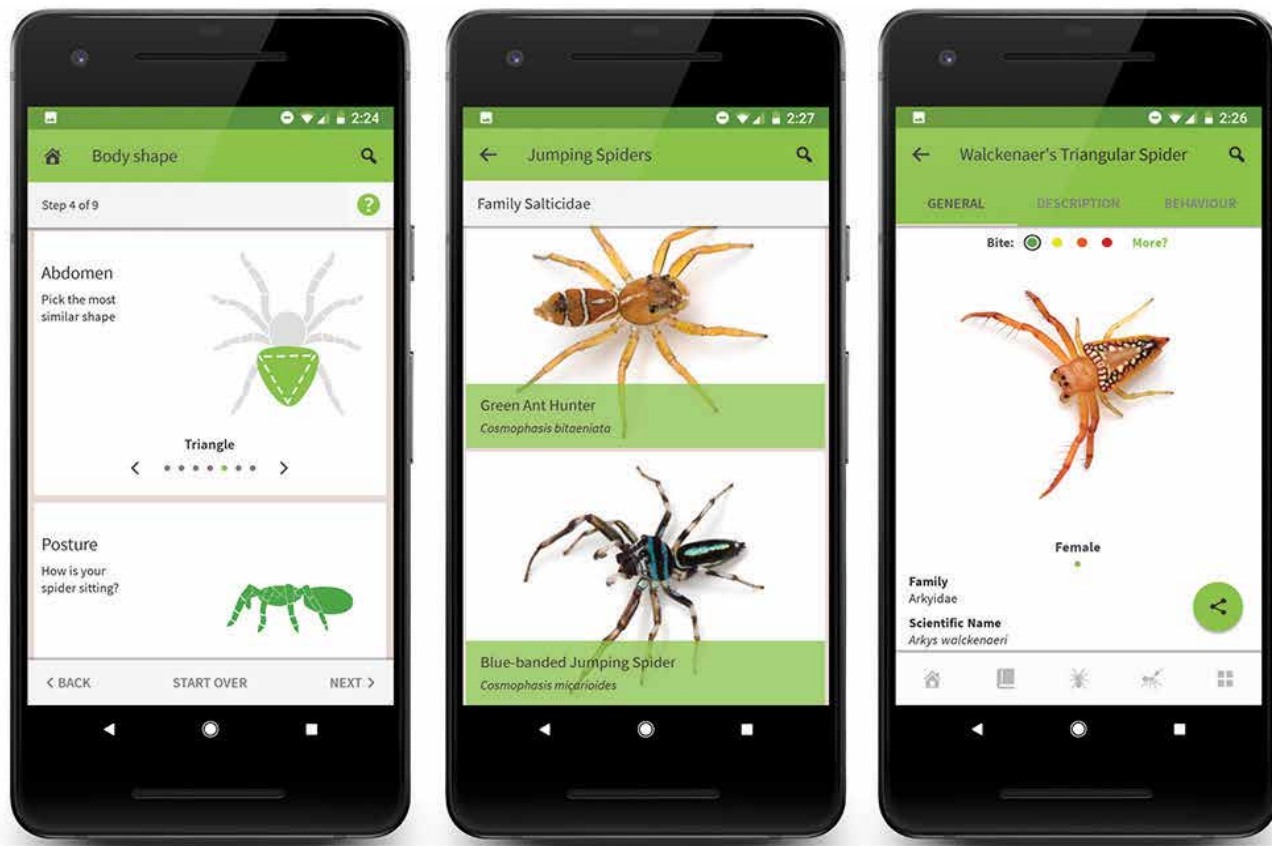 2:24
Body shape
Step 4 of 9
?
Abdomen
Pick the most
similar shape
Triangle
Posture
How is your
spider sitting?
< BACK START OVER NEXT >
2:27
Jumping Spiders
Family Salticidae
Green Ant Hunter
Cosmophasis bitaeniata
Blue-banded Jumping Spider
Cosmophasis micarioides
2:26
Walckenaer's Triangular Spider
GENERAL DESCRIPTION BEHAVIOUR
Bite: More?
Female
Family
Arkyidae
Scientific Name
Arkys walckenaeri